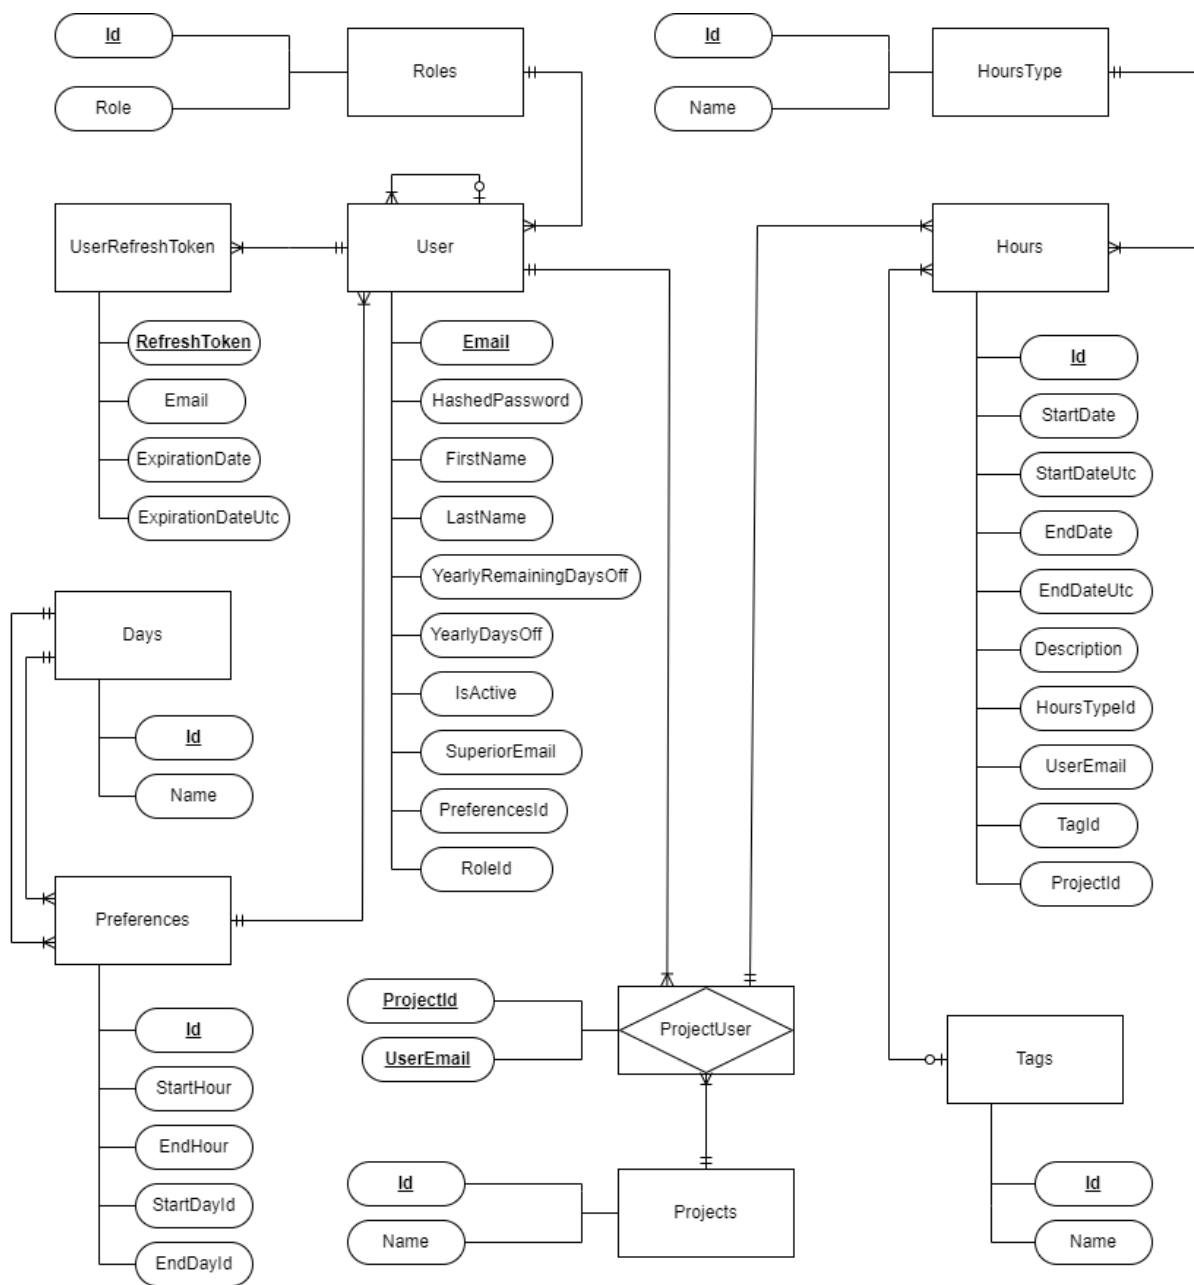 Id
Roles
Role
Id
HoursType
Name
UserRefreshToken
User
Hours
RefreshToken
Email
ExpirationDate
ExpirationDateUtc
Email
HashedPassword
FirstName
LastName
YearlyRemainingDaysOff
YearlyDaysOff
IsActive
SuperiorEmail
PreferencesId
RoleId
Id
StartDate
StartDateUtc
EndDate
EndDateUtc
Description
HoursTypeId
UserEmail
TagId
ProjectId
Days
Id
Name
Preferences
Id
StartHour
EndHour
StartDayId
EndDayId
ProjectId
UserEmail
ProjectUser
Id
Name
Projects
Tags
Id
Name